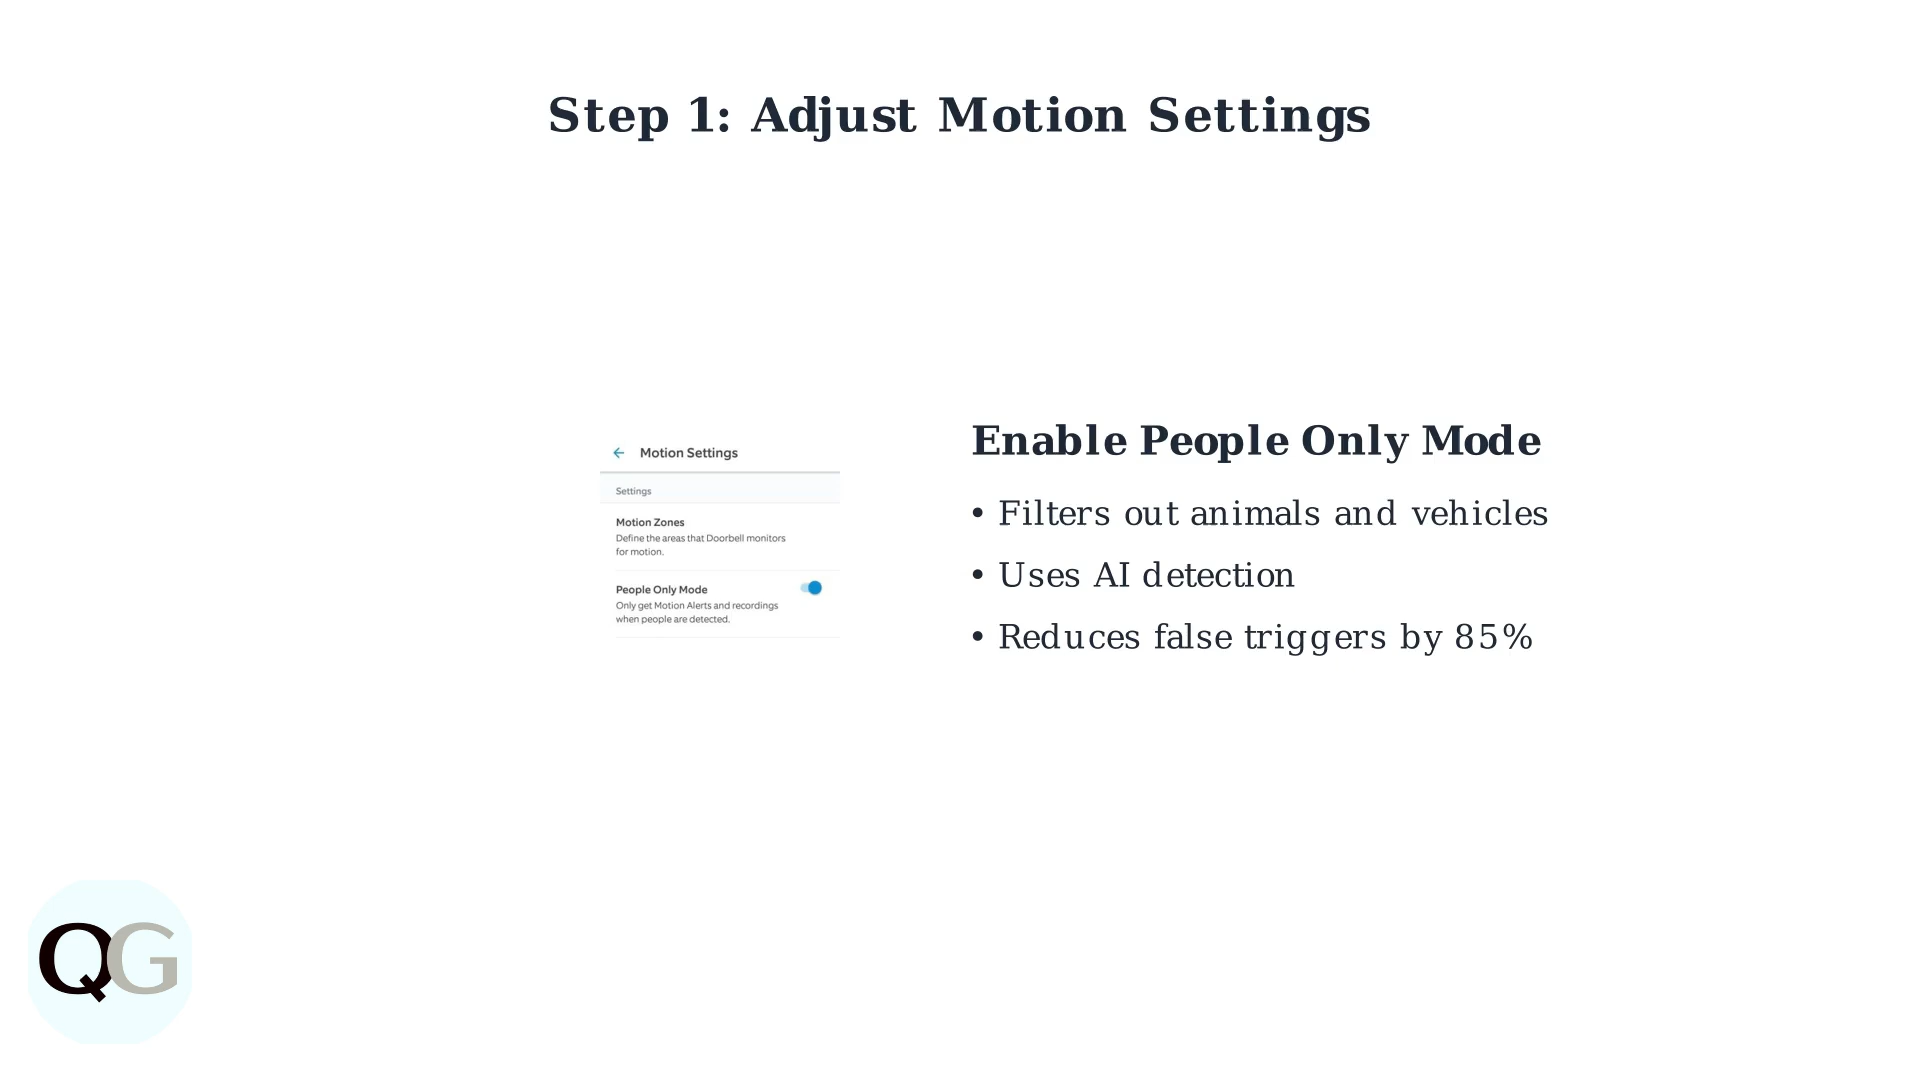 Step 1: Adjust Motion Settings
Motion Settings
Settings
Motion Zones
Define the areas that Doorbell monitors
for motion.
People Only Mode
Only get Motion Alerts and recordings
when people are detected.
Enable People Only Mode
• Filters out animals and vehicles
• Uses AI detection
• Reduces false triggers by 85%
QG